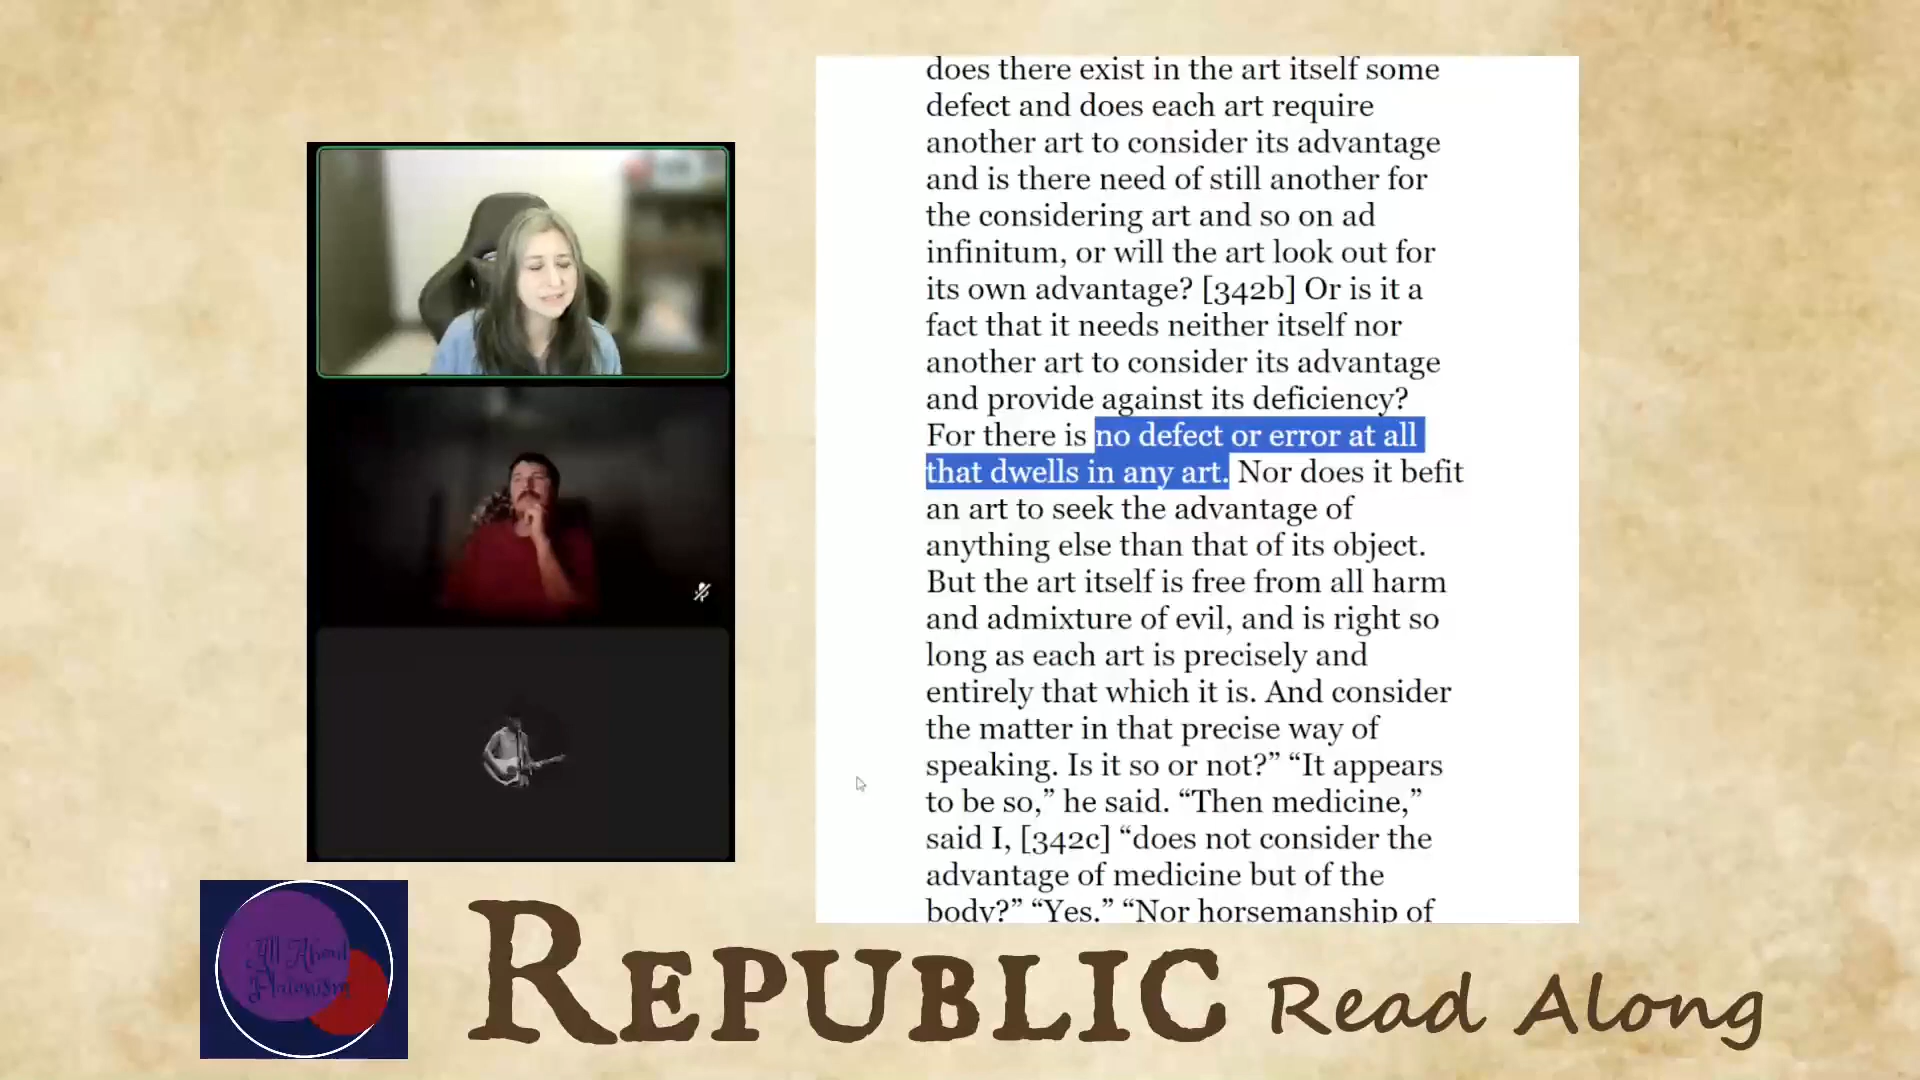 does there exist in the art itself some
defect and does each art require
another art to consider its advantage
and is there need of still another for
the considering art and so on ad
infinitum, or will the art look out for
its own advantage? [342b] Or is it a
fact that it needs neither itself nor
another art to consider its advantage
and provide against its deficiency?
For there is no defect or error at all
that dwells in any art. Nor does it befit
an art to seek the advantage of
anything else than that of its object.
But the art itself is free from all harm
and admixture of evil, and is right so
long as each art is precisely and
entirely that which it is. And consider
the matter in that precise way of
speaking. Is it so or not?” “It appears
to be so,” he said. “Then medicine,”
said I, [342c] “does not consider the
advantage of medicine but of the
body?” “Yes.” “Nor horsemanship of
All About
Platonism
REPUBLIC Read Along